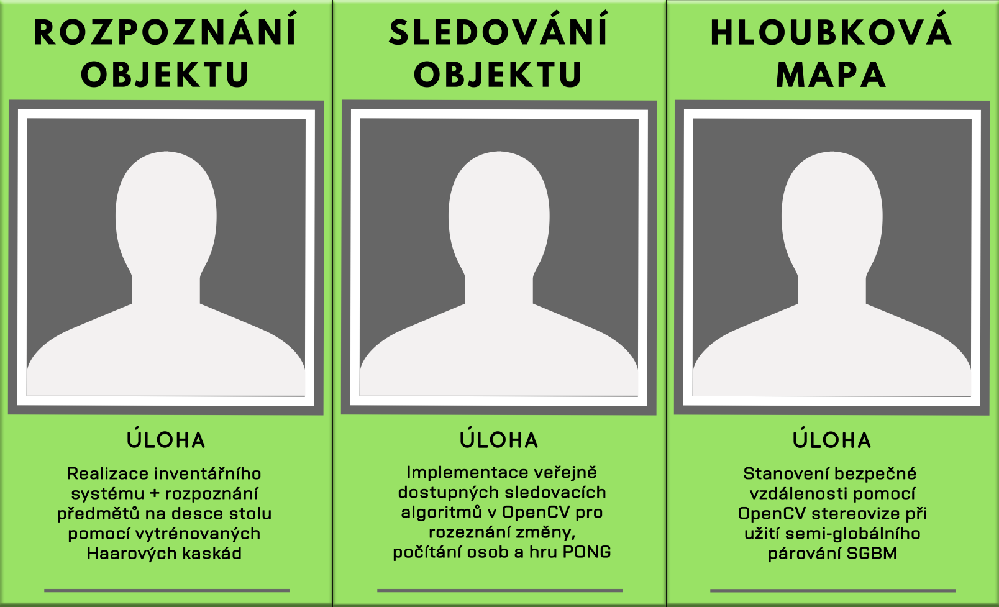 ROZPOZNÁNÍ
OBJEKTU
ÚLOHA
Realizace inventářního
systému + rozpoznání
předmětů na desce stolu
pomocí vytrénovaných
Haarových kaskád
SLEDOVÁNÍ
OBJEKTU
ÚLOHA
Implementace veřejně
dostupných sledovacích
algoritmů v OpenCV pro
rozeznání změny,
počítání osob a hru PONG
HLOUBKOVÁ
MAPA
ÚLOHA
Stanovení bezpečné
vzdálenosti pomocí
OpenCV stereovize při
užití semi-globálního
párování SGBM